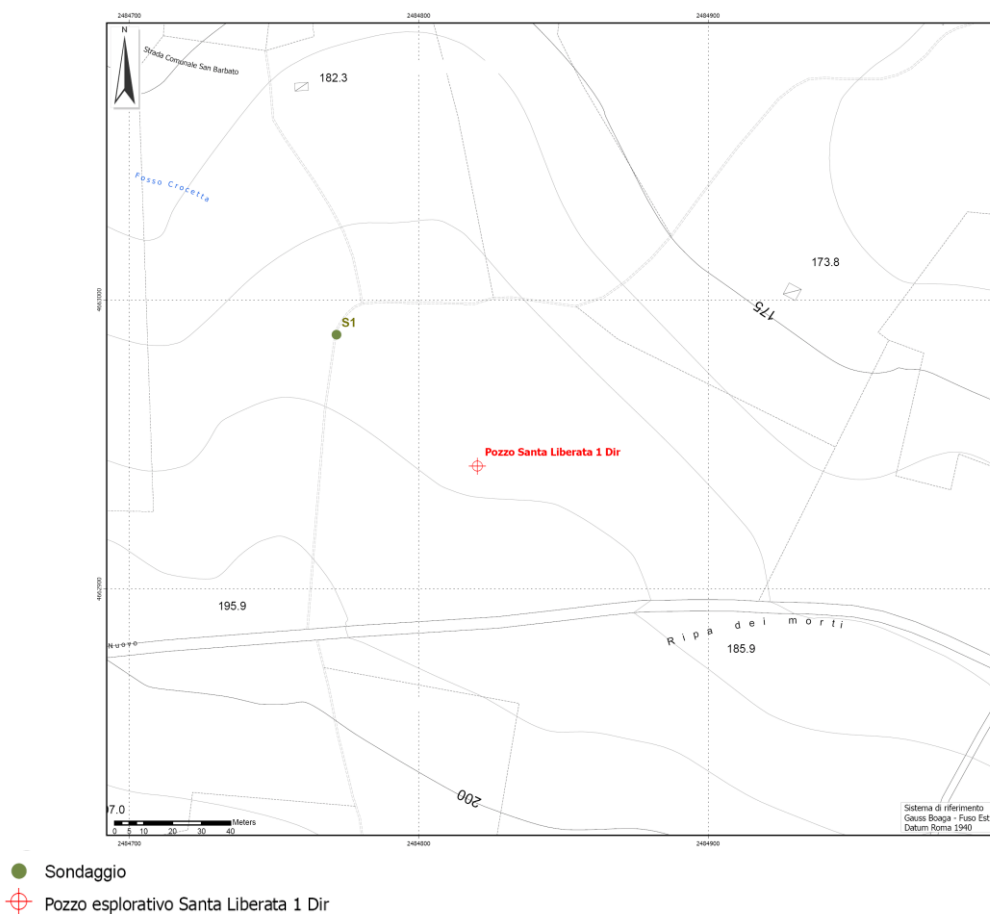 2484700
2484800
2484900
N
Strada Comunale San Barbato
182.3
Fosso Crocetta
173.8
4663000
175
S1
Pozzo Santa Liberata 1 Dir
4662900
195.9
Ripa dei morti
Nuovo
185.9
200
97.0
Meters
0 5 10 20 30 40
Sistema di riferimento
Gauss Boaga - Fuso Est
Datum Roma 1940
2484700
2484800
2484900
Sondaggio
Pozzo esplorativo Santa Liberata 1 Dir